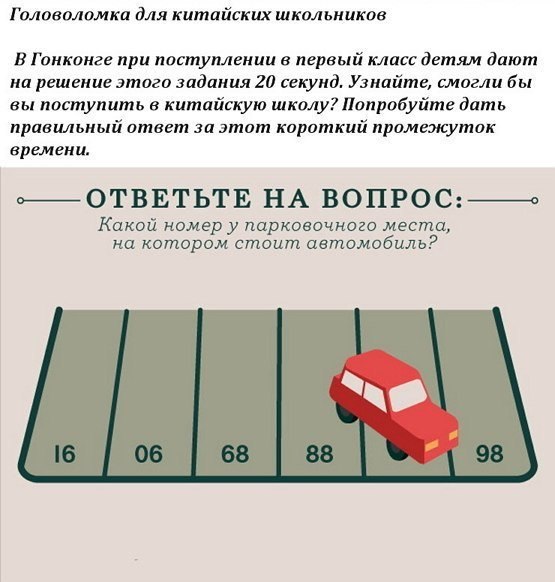 Головоломка для китайских школьников
В Гонконге при поступлении в первый класс детям дают
на решение этого задания 20 секунд. Узнайте, смогли бы
вы поступить в китайскую школу? Попробуйте дать
правильный ответ за этот короткий промежуток
времени.
ОТВЕТЬТЕ НА ВОПРОС:
Какой номер у парковочного места,
на котором стоит автомобиль?
16 06 68 88 98